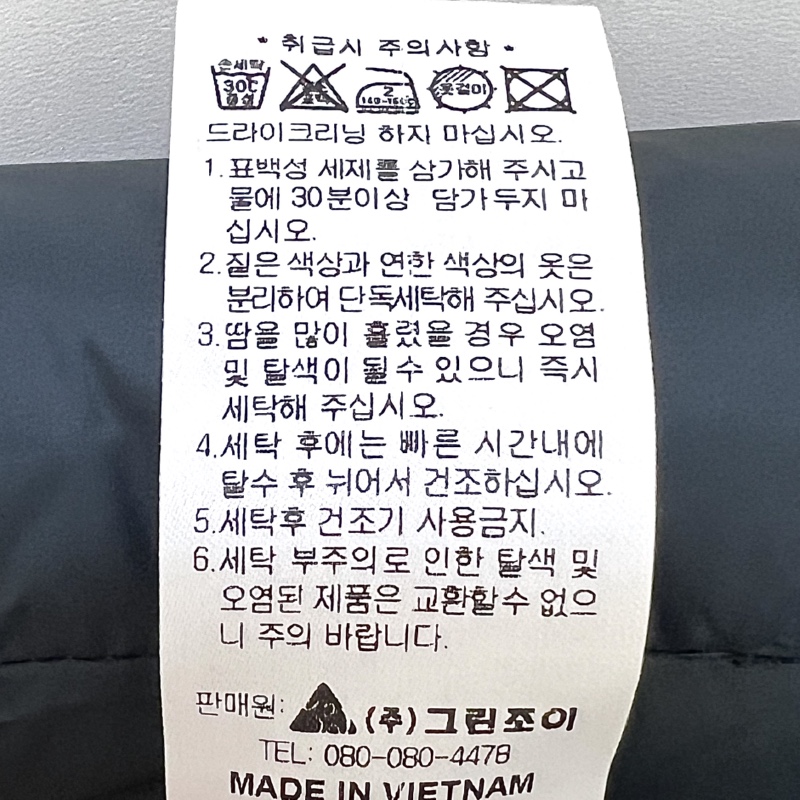 * 취급시 주의사항 *
손세탁
30℃
중성
표백
2
140-160℃
옷걸이
드라이크리닝 하지 마십시오.
1.표백성 세제를 삼가해 주시고
물에 30분이상 담가두지 마
십시오.
2.짙은 색상과 연한 색상의 옷은
분리하여 단독세탁해 주십시오.
3.땀을 많이 흘렸을 경우 오염
및 탈색이 될수 있으니 즉시
세탁해 주십시오.
4.세탁 후에는 빠른 시간내에
탈수 후 뉘어서 건조하십시오.
5.세탁후 건조기 사용금지.
6.세탁 부주의로 인한 탈색 및
오염된 제품은 교환할수 없으
니 주의 바랍니다.
판매원: (주)그린조이
TEL: 080-080-4478
MADE IN VIETNAM